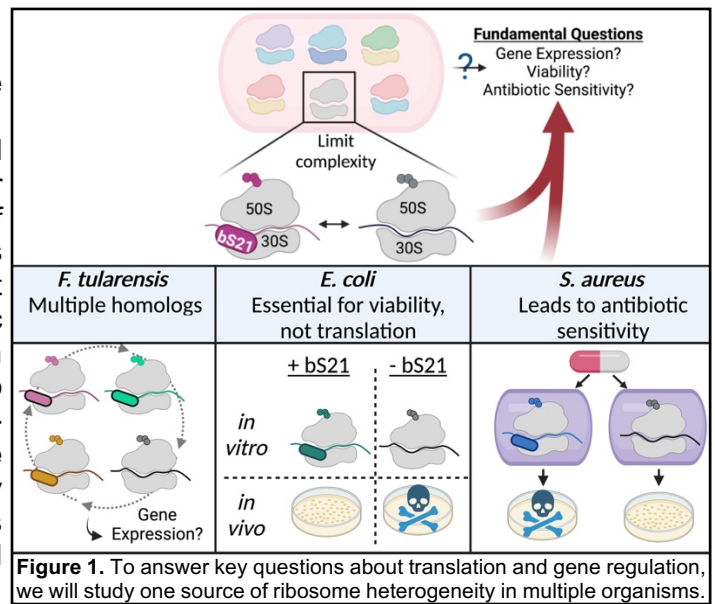 Fundamental Questions
Gene Expression?
Viability?
Antibiotic Sensitivity?
?
Limit
complexity
50S
bS21
30S
50S
30S
F. tularensis
Multiple homologs
E. coli
Essential for viability,
not translation
S. aureus
Leads to antibiotic
sensitivity
+ bS21
- bS21
in
vitro
in
vivo
Gene
Expression?
Figure 1. To answer key questions about translation and gene regulation,
we will study one source of ribosome heterogeneity in multiple organisms.